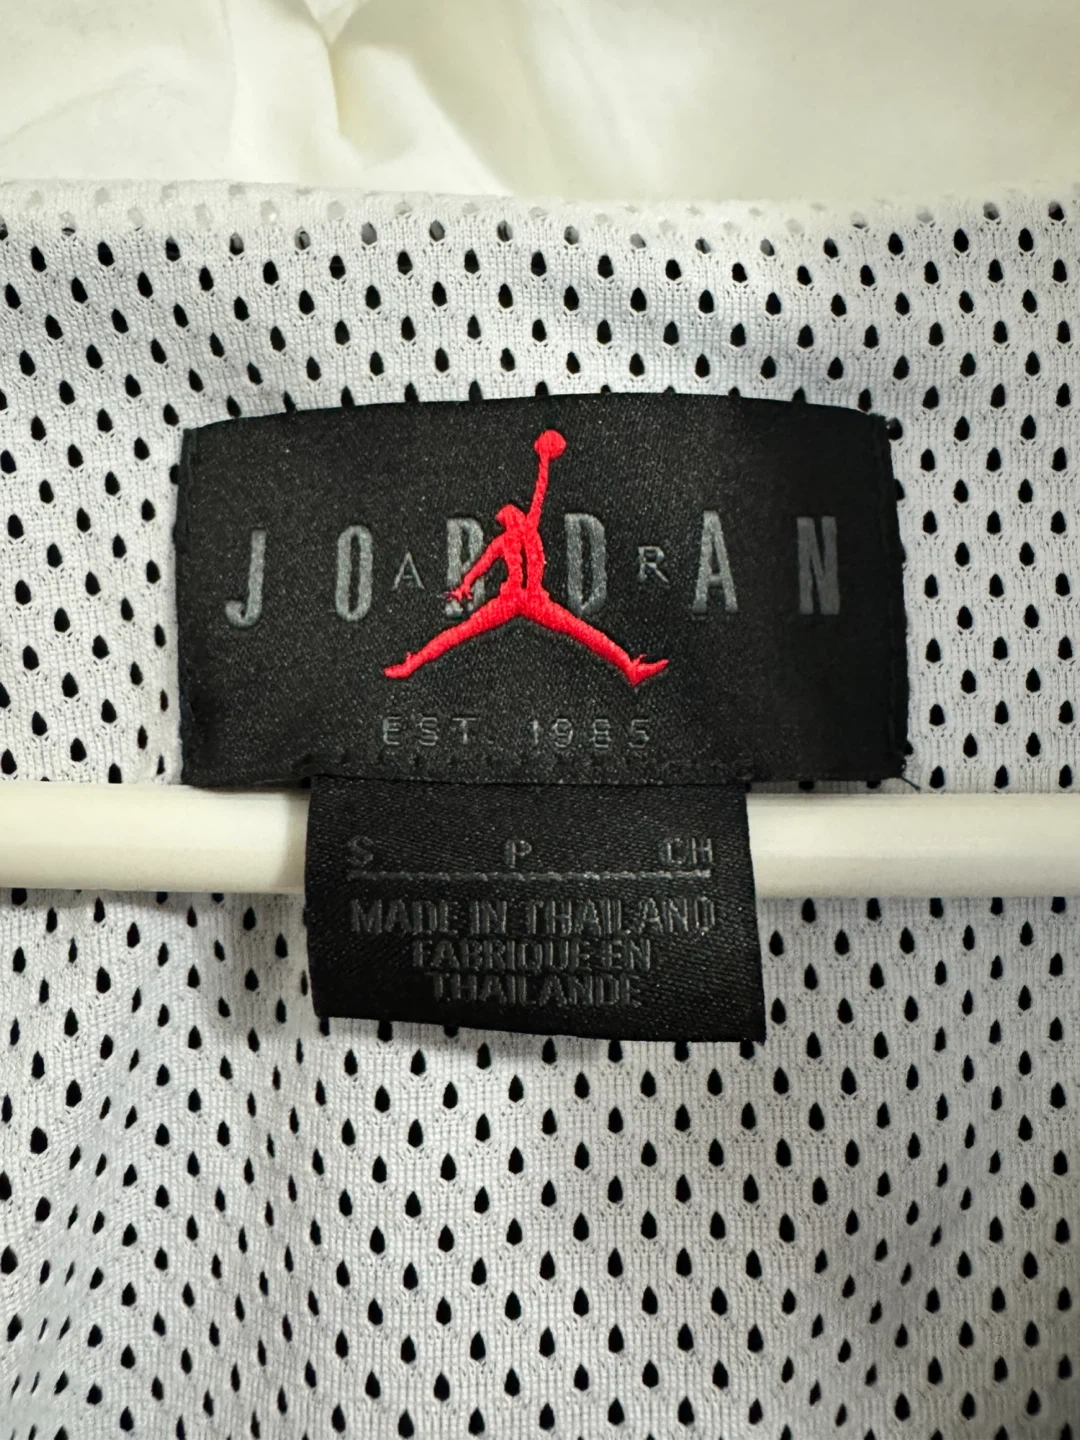 AIR
JORDAN
EST. 1985
S P CH
MADE IN THAILAND
FABRIQUE EN
THAILANDE